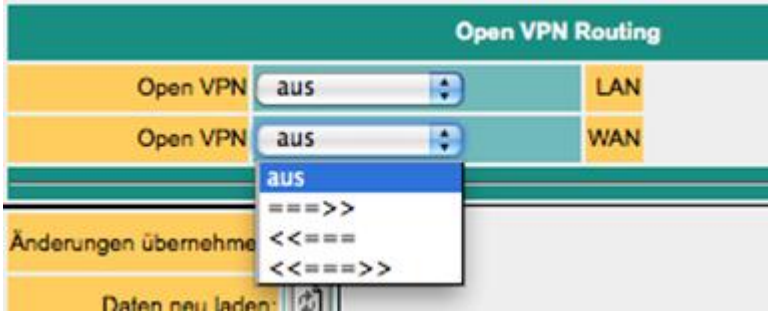 Open VPN Routing
Open VPN aus LAN
Open VPN aus WAN
aus
===>>
<<===
<<===>>
Änderungen übernehme
Daten neu laden: